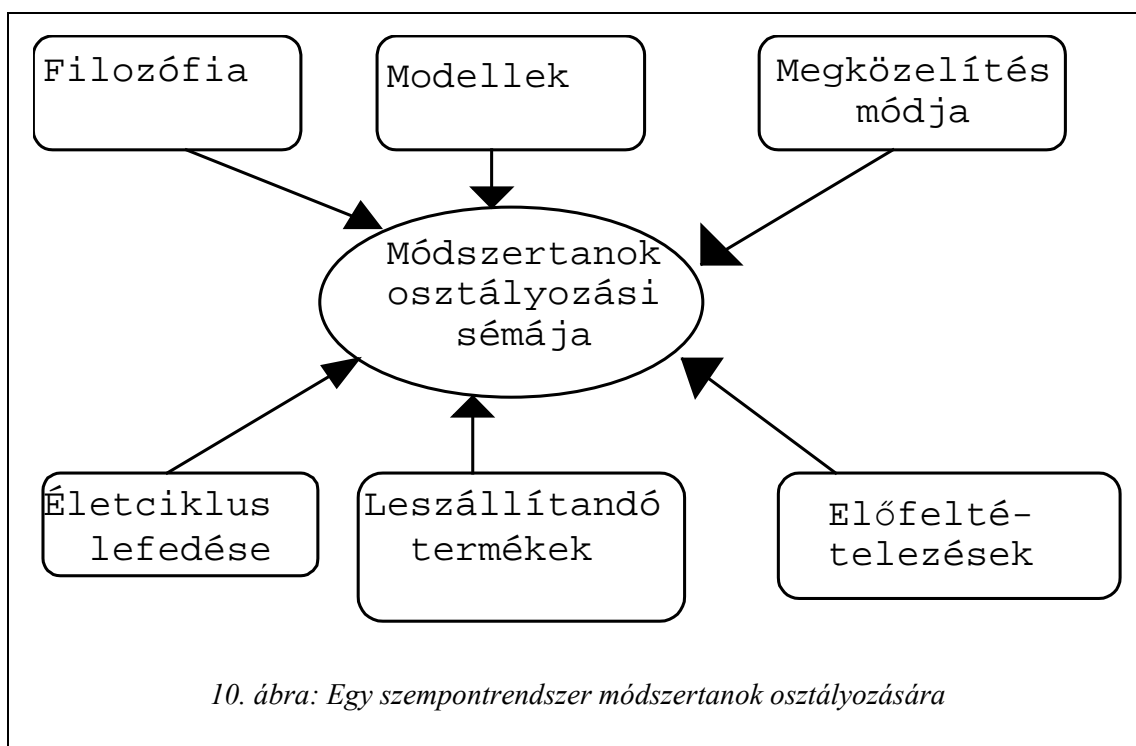 Filozófia
Modellek
Megközelítés
módja
Módszertanok
osztályozási
sémája
Életciklus
lefedése
Leszállítandó
termékek
Előfelté-
telezések
10. ábra: Egy szempontrendszer módszertanok osztályozására